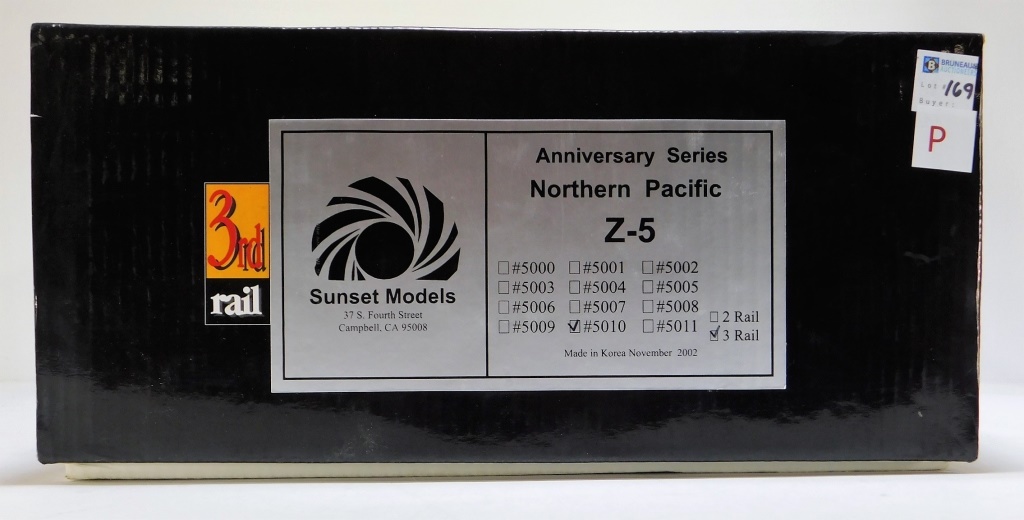 BRUNEAU
Lot # 169
Buyer:
P
3rd
rail
Sunset Models
37 S. Fourth Street
Campbell, CA 95008
Anniversary Series
Northern Pacific
Z-5
#5000 #5001 #5002
#5003 #5004 #5005
#5006 #5007 #5008
#5009 #5010 #5011
2 Rail
3 Rail
Made in Korea November 2002